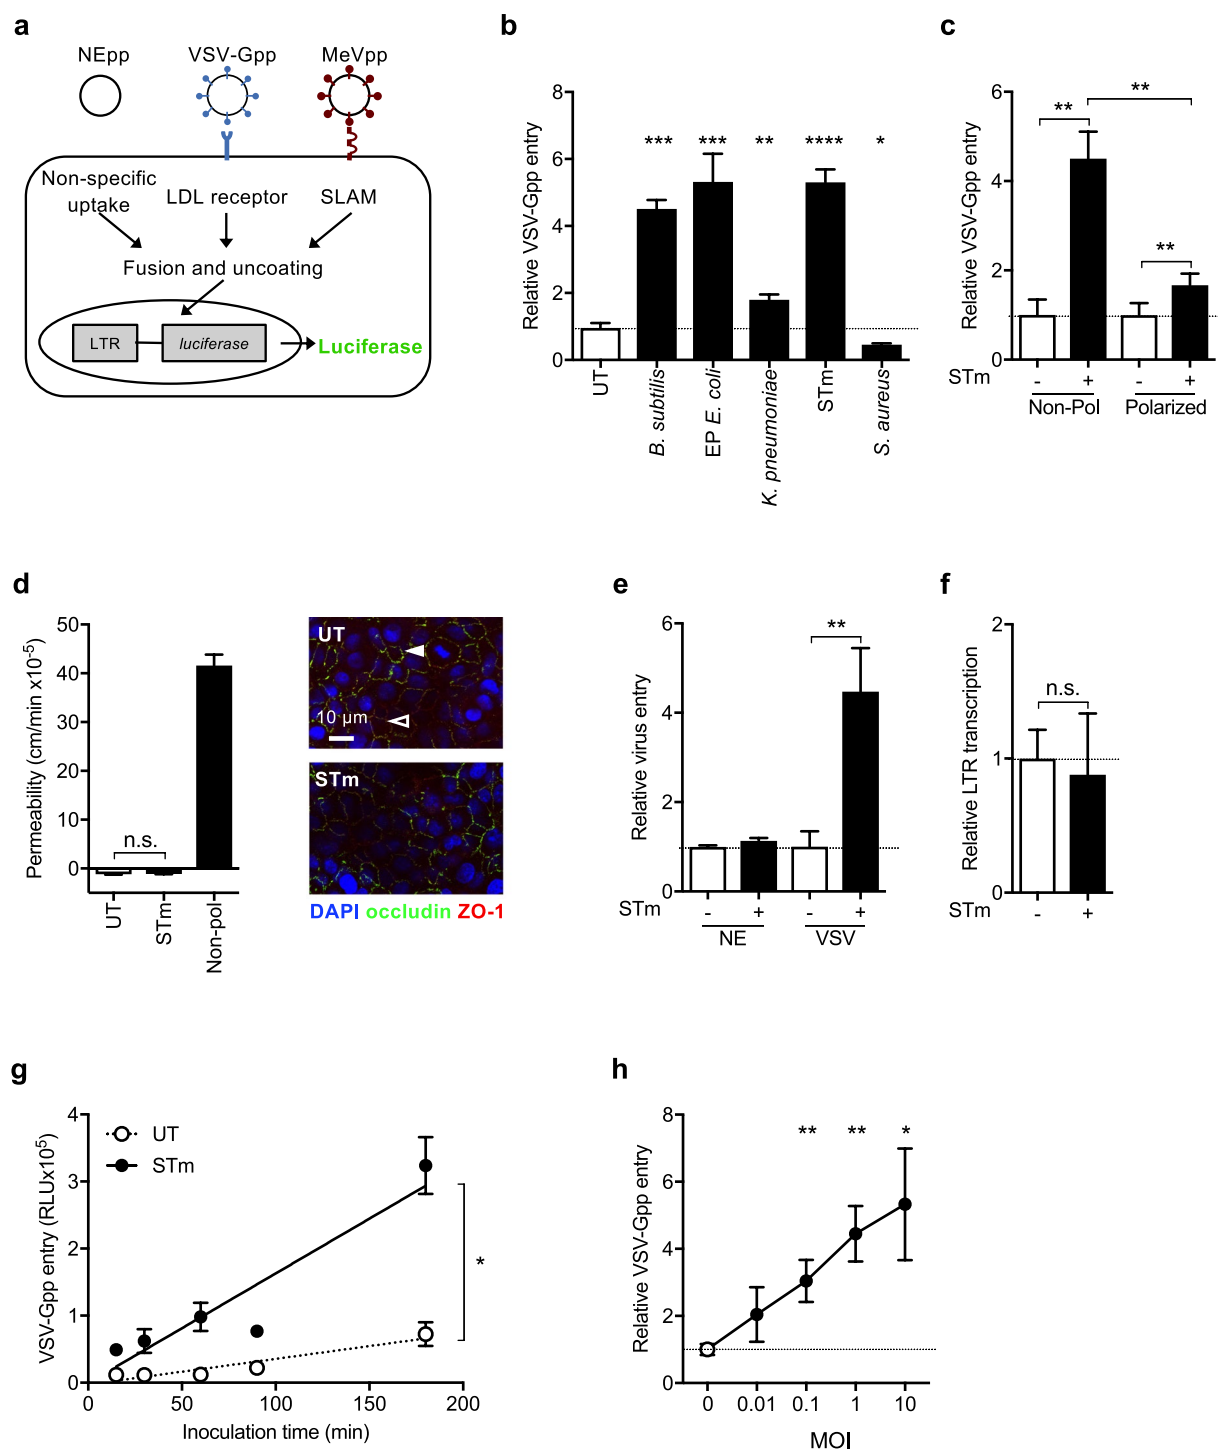 a
NEpp
VSV-Gpp
MeVpp
Non-specific
uptake
LDL receptor
SLAM
Fusion and uncoating
LTR
luciferase
Luciferase
b
Relative VSV-Gpp entry
8
6
4
2
0
***
***
**
****
*
UT
B. subtilis
EP E. coli
K. pneumoniae
STm
S. aureus
c
Relative VSV-Gpp entry
6
4
2
0
**
**
**
STm
- + - +
Non-Pol
Polarized
d
Permeability (cm/min x10⁻⁵)
50
40
30
20
10
0
n.s.
UT
STm
Non-pol
UT
10 µm
STm
DAPI occludin ZO-1
e
Relative virus entry
6
4
2
0
**
STm
- + - +
NE
VSV
f
Relative LTR transcription
2
1
0
n.s.
STm
- +
g
VSV-Gpp entry (RLUx10⁵)
4
3
2
1
0
UT
STm
*
0 50 100 150 200
Inoculation time (min)
h
Relative VSV-Gpp entry
8
6
4
2
0
** ** *
0 0.01 0.1 1 10
MOI